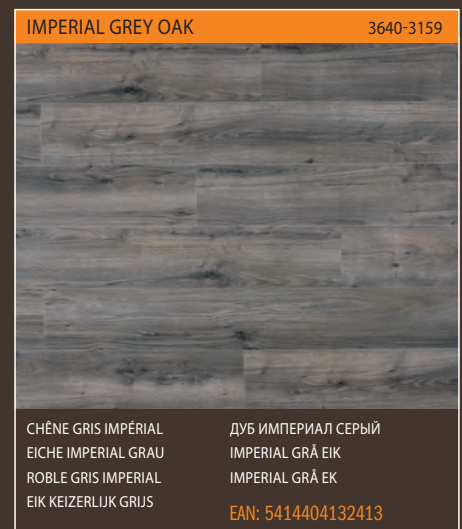 IMPERIAL GREY OAK 3640-3159
CHÊNE GRIS IMPÉRIAL
EICHE IMPERIAL GRAU
ROBLE GRIS IMPERIAL
EIK KEIZERLIJK GRIJS
ДУБ ИМПЕРИАЛ СЕРЫЙ
IMPERIAL GRÅ EIK
IMPERIAL GRÅ EK
EAN: 5414404132413